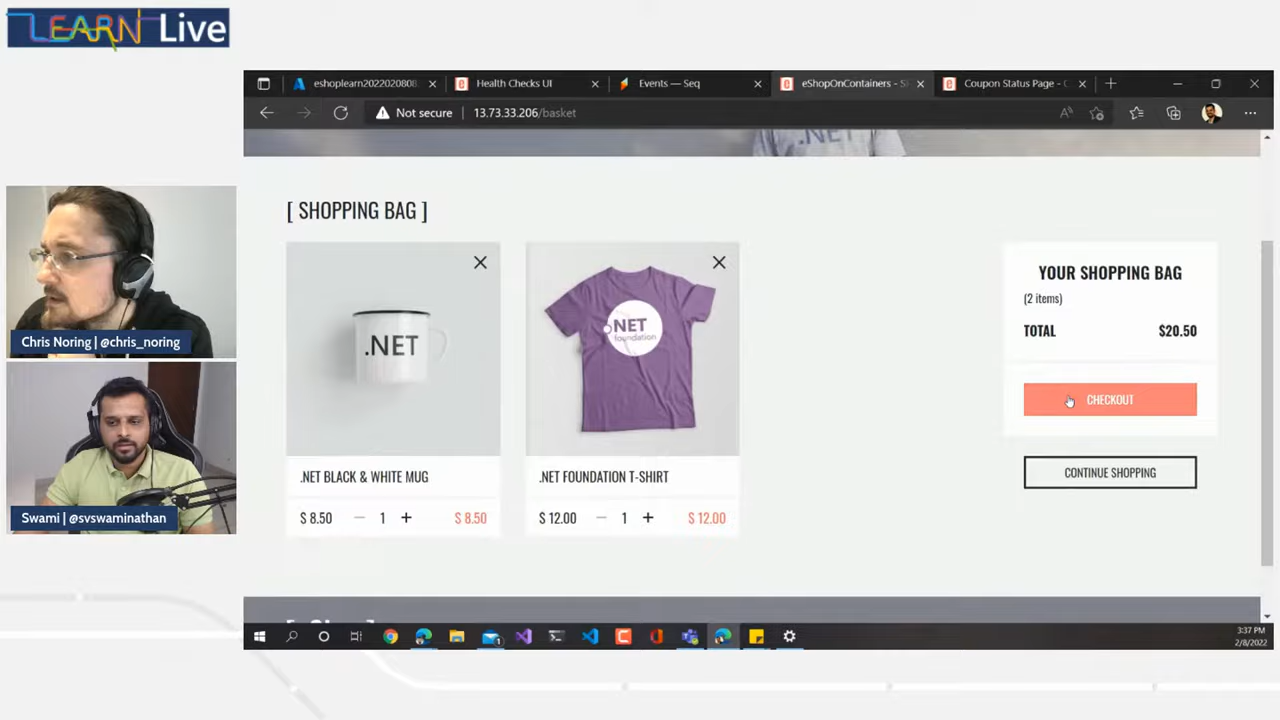 LEARN Live
eshoplearn2022020808
Health Checks UI
Events — Seq
eShopOnContainers - S
Coupon Status Page - C
Not secure
13.73.33.206/basket
.NET
[ SHOPPING BAG ]
.NET
.NET
foundation
YOUR SHOPPING BAG
(2 items)
TOTAL $20.50
CHECKOUT
CONTINUE SHOPPING
.NET BLACK & WHITE MUG
.NET FOUNDATION T-SHIRT
$ 8.50 − 1 + $ 8.50
$ 12.00 − 1 + $ 12.00
Chris Noring | @chris_noring
Swami | @svswaminathan
3:37 PM
2/8/2022